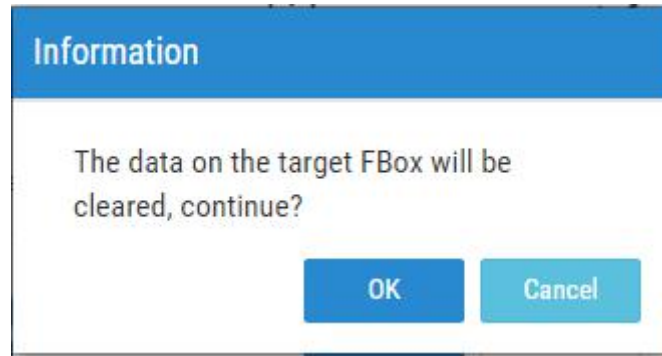 Information
The data on the target FBox will be
cleared, continue?
OK
Cancel